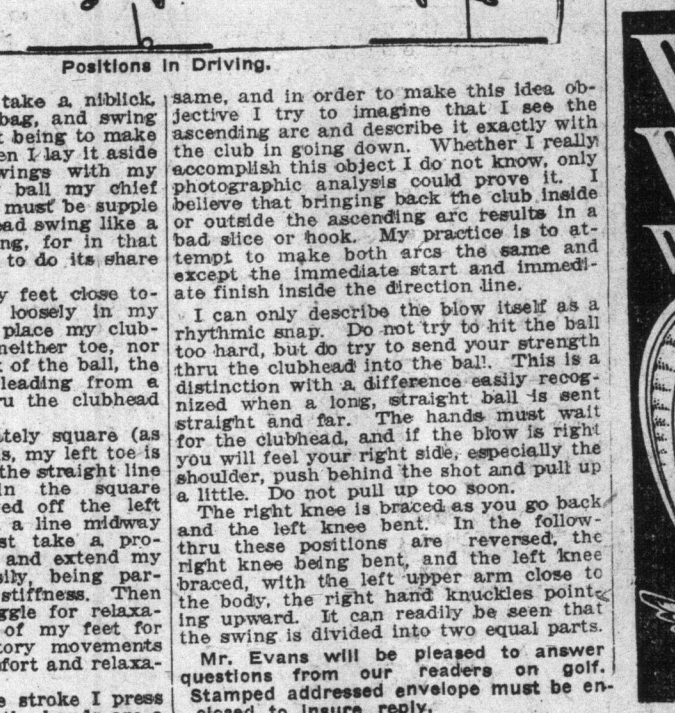 Positions in Driving.
take a niblick,
bag, and swing
being to make
I lay it aside
wings with my
ball my chief
must be supple
ead swing like a
ng, for in that
to do its share
feet close to-
loosely in my
place my club-
neither toe, nor
of the ball, the
leading from a
ru the clubhead
ately square (as
s, my left toe is
the straight line
in the square
ed off the left
a line midway
st take a pro-
and extend my
sily, being par-
stiffness. Then
ggle for relaxa-
of my feet for
tory movements
fort and relaxa-
e stroke I press
same, and in order to make this idea ob-
jective I try to imagine that I see the
ascending arc and describe it exactly with
the club in going down. Whether I really
accomplish this object I do not know, only
photographic analysis could prove it. I
believe that bringing back the club inside
or outside the ascending arc results in a
bad slice or hook. My practice is to at-
tempt to make both arcs the same and
except the immediate start and immedi-
ate finish inside the direction line.
I can only describe the blow itself as a
rhythmic snap. Do not try to hit the ball
too hard, but do try to send your strength
thru the clubhead into the ball. This is a
distinction with a difference easily recog-
nized when a long, straight ball is sent
straight and far. The hands must wait
for the clubhead, and if the blow is right
you will feel your right side, especially the
shoulder, push behind the shot and pull up
a little. Do not pull up too soon.
The right knee is braced as you go back
and the left knee bent. In the follow-
thru these positions are reversed, the
right knee being bent, and the left knee
braced, with the left upper arm close to
the body, the right hand knuckles point-
ing upward. It can readily be seen that
the swing is divided into two equal parts.
Mr. Evans will be pleased to answer
questions from our readers on golf.
Stamped addressed envelope must be en-
closed to insure reply.